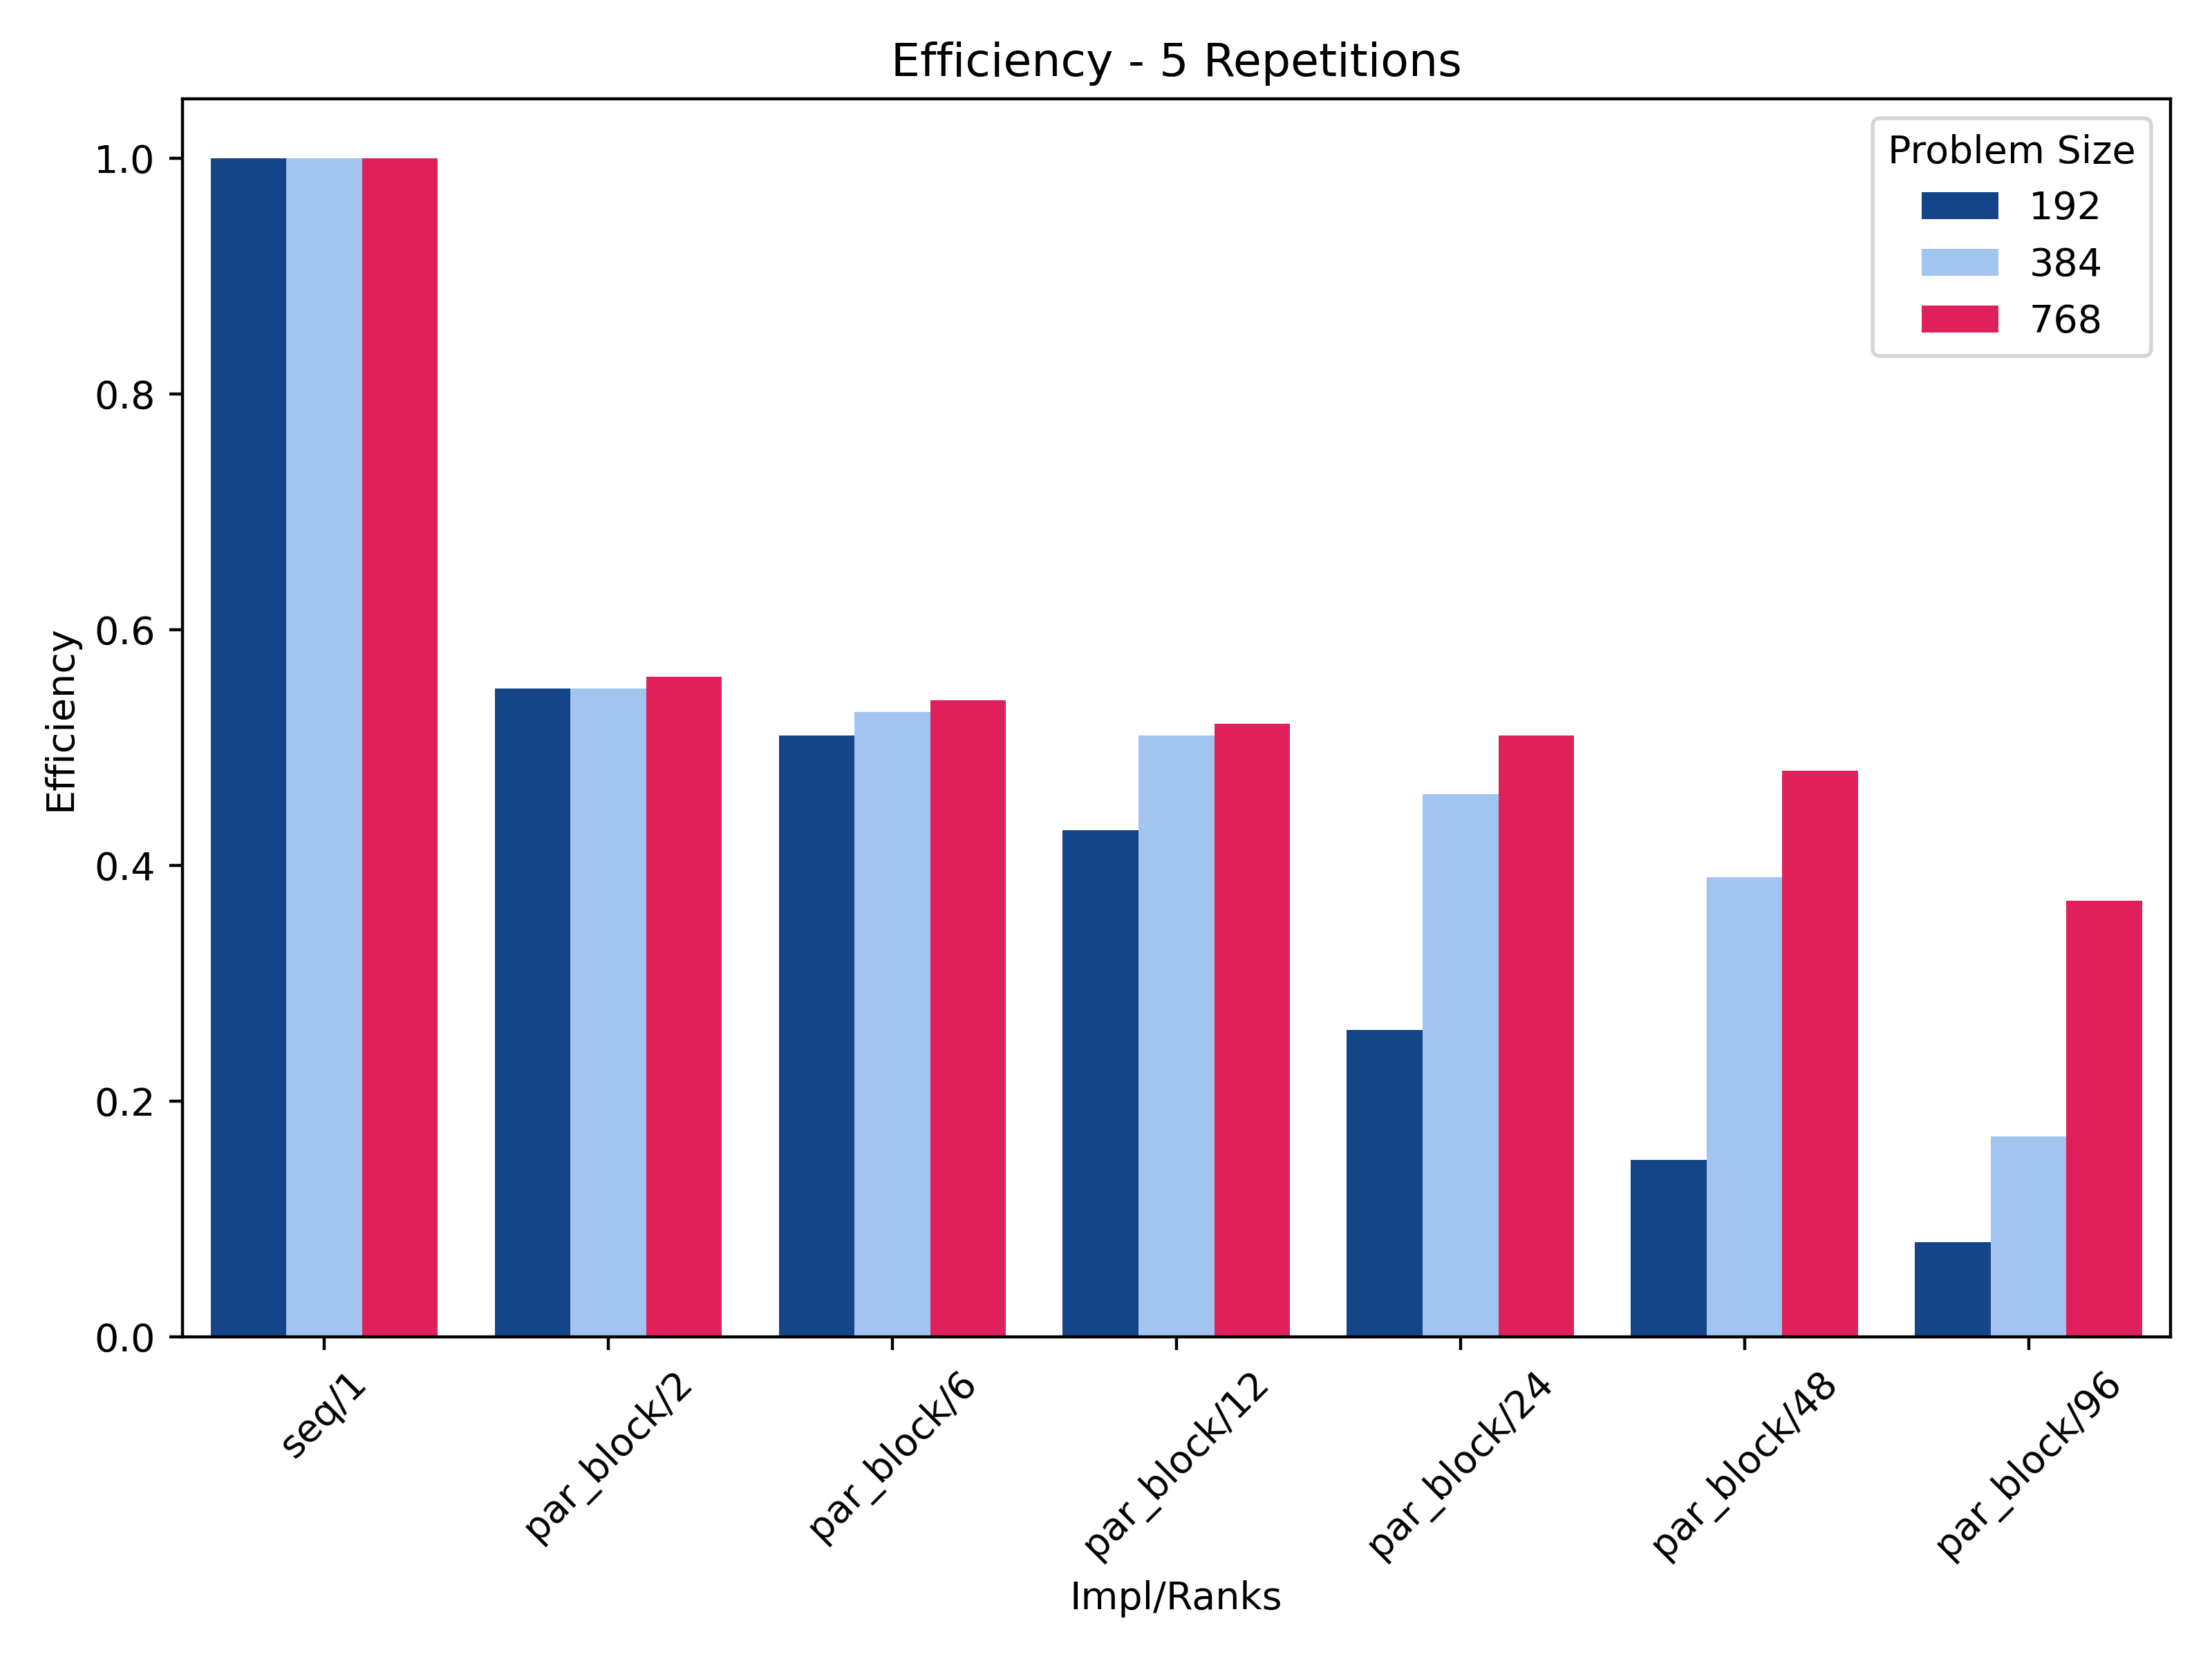 Efficiency - 5 Repetitions
Problem Size
192
384
768
Efficiency
1.0
0.8
0.6
0.4
0.2
0.0
seq/1
par_block/2
par_block/6
par_block/12
par_block/24
par_block/48
par_block/96
Impl/Ranks